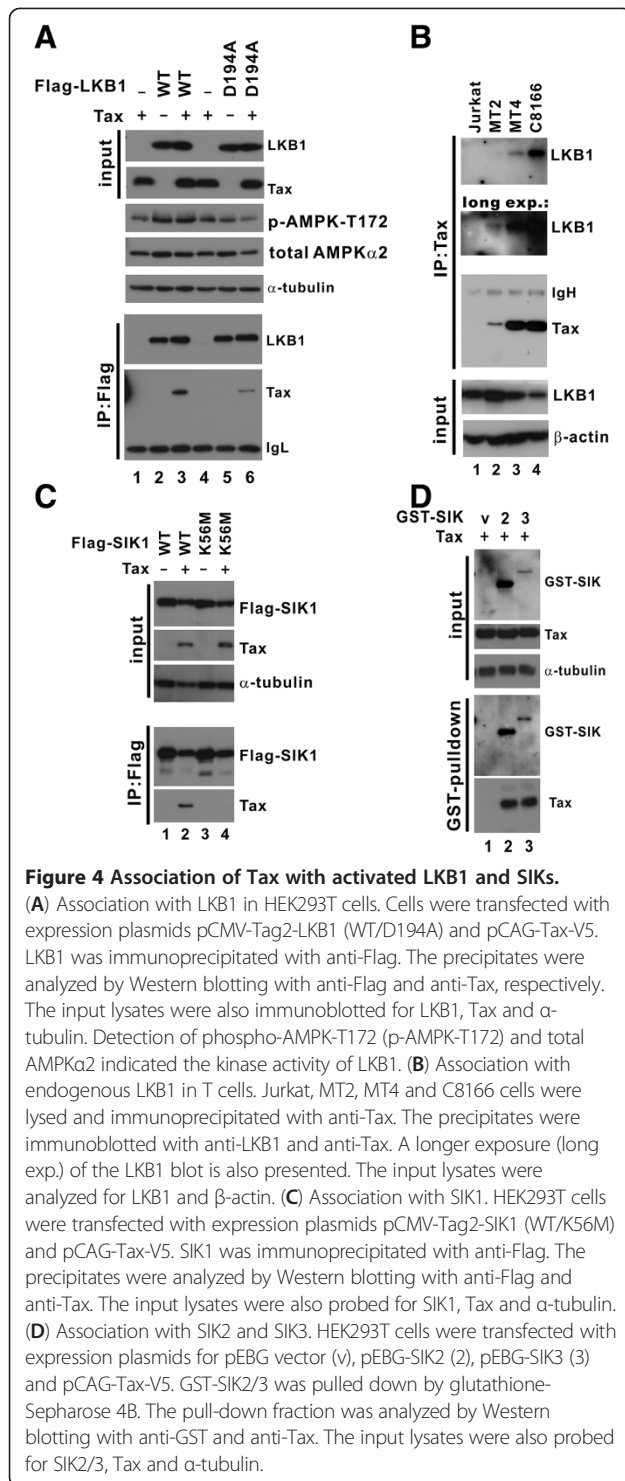 A
Flag-LKB1 – WT WT – D194A D194A
Tax + – + + – +
input
LKB1
Tax
p-AMPK-T172
total AMPKα2
α-tubulin
IP:Flag
LKB1
Tax
IgL
1 2 3 4 5 6
B
Jurkat MT2 MT4 C8166
IP:Tax
LKB1
long exp.:
LKB1
IgH
Tax
input
LKB1
β-actin
1 2 3 4
C
Flag-SIK1 WT WT K56M K56M
Tax – + – +
input
Flag-SIK1
Tax
α-tubulin
IP:Flag
Flag-SIK1
Tax
1 2 3 4
D
GST-SIK v 2 3
Tax + + +
input
GST-SIK
Tax
α-tubulin
GST-pulldown
GST-SIK
Tax
1 2 3
Figure 4 Association of Tax with activated LKB1 and SIKs.
(A) Association with LKB1 in HEK293T cells. Cells were transfected with
expression plasmids pCMV-Tag2-LKB1 (WT/D194A) and pCAG-Tax-V5.
LKB1 was immunoprecipitated with anti-Flag. The precipitates were
analyzed by Western blotting with anti-Flag and anti-Tax, respectively.
The input lysates were also immunoblotted for LKB1, Tax and α-
tubulin. Detection of phospho-AMPK-T172 (p-AMPK-T172) and total
AMPKα2 indicated the kinase activity of LKB1. (B) Association with
endogenous LKB1 in T cells. Jurkat, MT2, MT4 and C8166 cells were
lysed and immunoprecipitated with anti-Tax. The precipitates were
immunoblotted with anti-LKB1 and anti-Tax. A longer exposure (long
exp.) of the LKB1 blot is also presented. The input lysates were
analyzed for LKB1 and β-actin. (C) Association with SIK1. HEK293T cells
were transfected with expression plasmids pCMV-Tag2-SIK1 (WT/K56M)
and pCAG-Tax-V5. SIK1 was immunoprecipitated with anti-Flag. The
precipitates were analyzed by Western blotting with anti-Flag and
anti-Tax. The input lysates were also probed for SIK1, Tax and α-tubulin.
(D) Association with SIK2 and SIK3. HEK293T cells were transfected with
expression plasmids for pEBG vector (v), pEBG-SIK2 (2), pEBG-SIK3 (3)
and pCAG-Tax-V5. GST-SIK2/3 was pulled down by glutathione-
Sepharose 4B. The pull-down fraction was analyzed by Western
blotting with anti-GST and anti-Tax. The input lysates were also probed
for SIK2/3, Tax and α-tubulin.